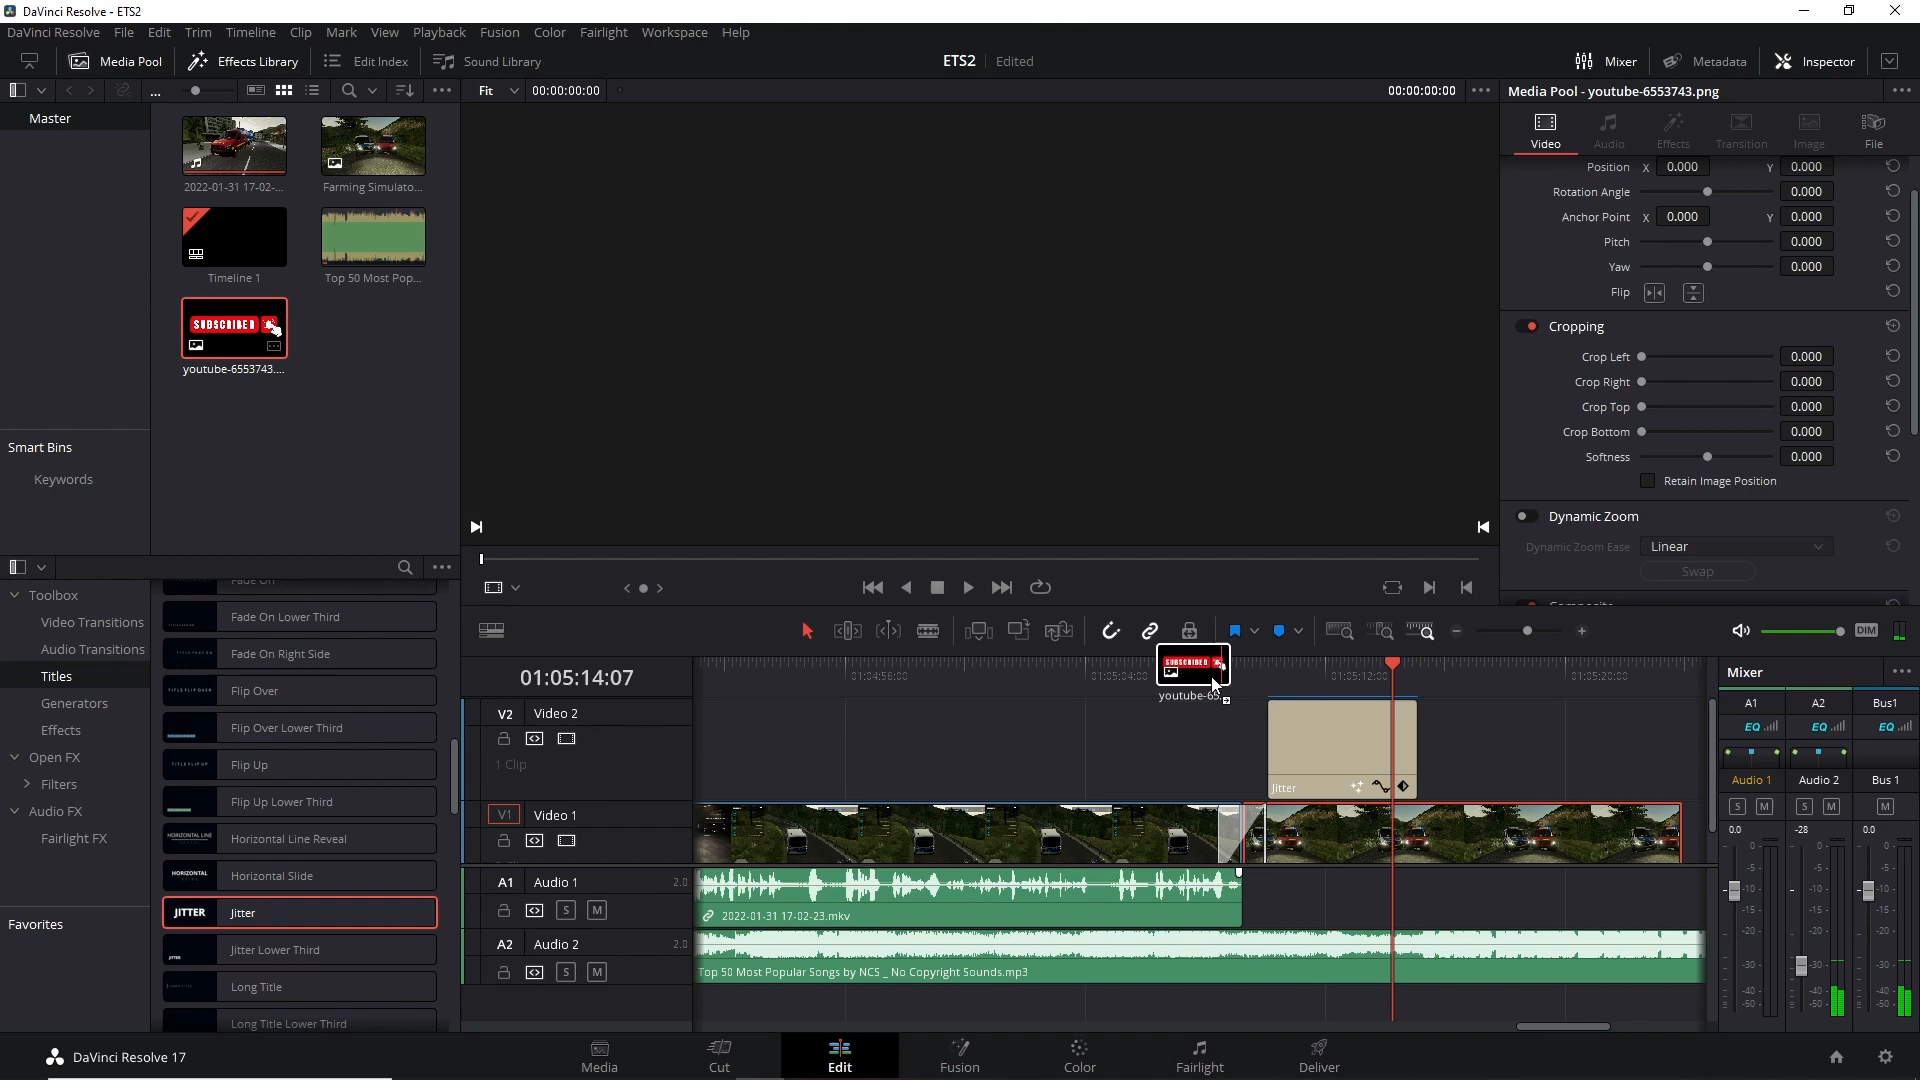 DaVinci Resolve - ETS2
DaVinci Resolve File Edit Trim Timeline Clip Mark View Playback Fusion Color Fairlight Workspace Help
Media Pool Effects Library Edit Index Sound Library ETS2 Edited Mixer Metadata Inspector
... Fit 00:00:00:00 00:00:00:00 Media Pool - youtube-6553743.png
Master
2022-01-31 17-02-... Farming Simulato...
Timeline 1 Top 50 Most Pop...
SUBSCRIBED
youtube-6553743....
Smart Bins
Keywords
Video Audio Effects Transition Image File
Position X 0.000 Y 0.000
Rotation Angle 0.000
Anchor Point X 0.000 Y 0.000
Pitch 0.000
Yaw 0.000
Flip
Cropping
Crop Left 0.000
Crop Right 0.000
Crop Top 0.000
Crop Bottom 0.000
Softness 0.000
Retain Image Position
Dynamic Zoom
Dynamic Zoom Ease Linear
Swap
Composite
Toolbox
Video Transitions
Audio Transitions
Titles
Generators
Effects
Open FX
Filters
Audio FX
Fairlight FX
Favorites
Fade On
Fade On Lower Third
Fade On Right Side
TITLE FLIP OVER Flip Over
Flip Over Lower Third
TITLE FLIP UP Flip Up
Flip Up Lower Third
HORIZONTAL LINE Horizontal Line Reveal
HORIZONTAL Horizontal Slide
JITTER Jitter
JITTER Jitter Lower Third
Long Title
Long Title Lower Third
DIM
01:05:14:07
01:04:56:00 01:05:04:00 01:05:12:00 01:05:20:00
SUBSCRIBED
youtube-65...
V2 Video 2
1 Clip
Jitter
V1 Video 1
A1 Audio 1 2.0
S M
2022-01-31 17-02-23.mkv
A2 Audio 2 2.0
S M
Top 50 Most Popular Songs by NCS _ No Copyright Sounds.mp3
Mixer
A1 A2 Bus1
EQ EQ EQ
Audio 1 Audio 2 Bus 1
S M S M M
0.0 -28 0.0
0- 0- 0-
-5- -5- -5-
-10- -10- -10-
-15- -15- -15-
-20- -20- -20-
-30- -30- -30-
-40- -40- -40-
-50- -50- -50-
DaVinci Resolve 17
Media Cut Edit Fusion Color Fairlight Deliver